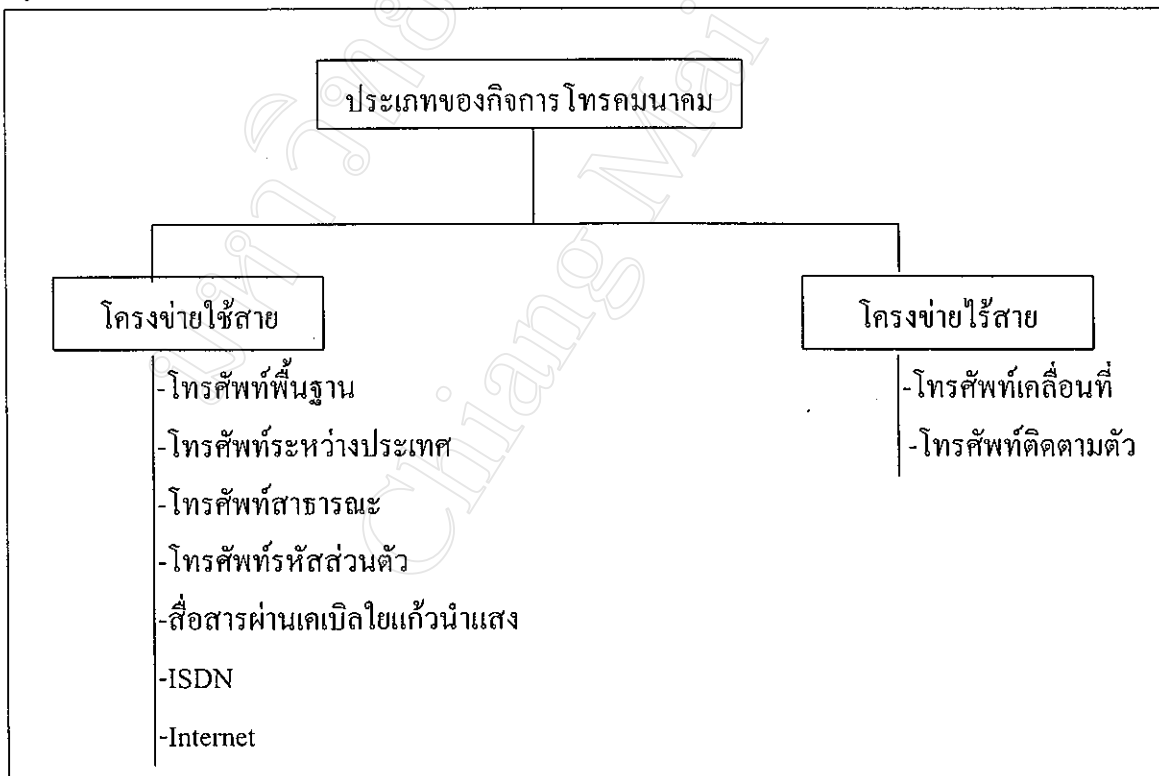 ประเภทของกิจการโทรคมนาคม
โครงข่ายใช้สาย
-โทรศัพท์พื้นฐาน
-โทรศัพท์ระหว่างประเทศ
-โทรศัพท์สาธารณะ
-โทรศัพท์รหัสส่วนตัว
-สื่อสารผ่านเคเบิลใยแก้วนำแสง
-ISDN
-Internet
โครงข่ายไร้สาย
-โทรศัพท์เคลื่อนที่
-โทรศัพท์ติดตามตัว
Chiang Mai